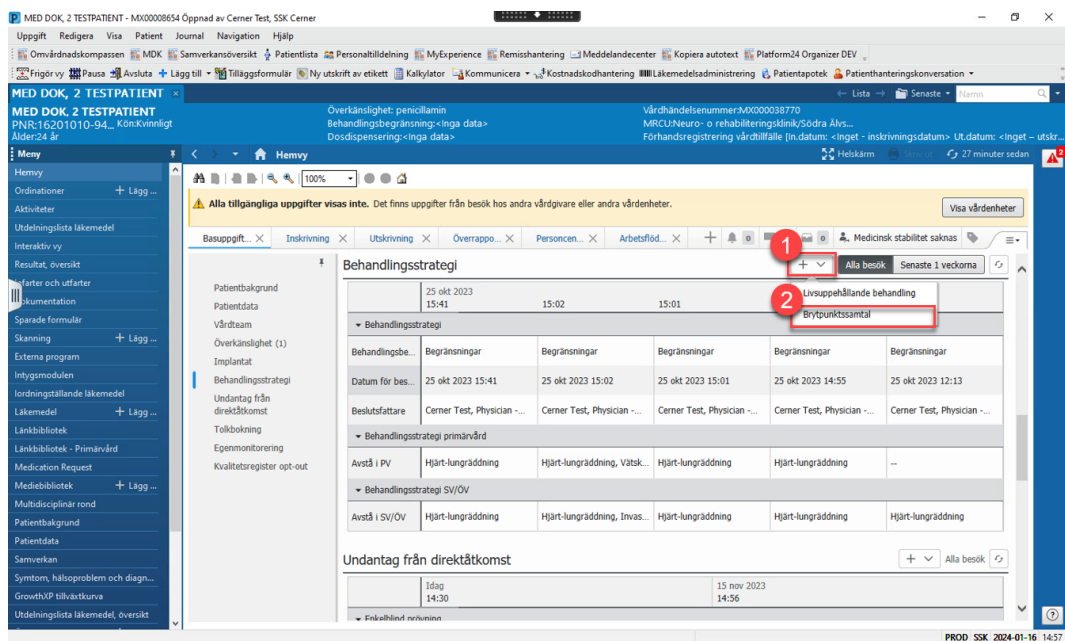 MED DOK, 2 TESTPATIENT - MX00008654 Öppnad av Cerner Test, SSK Cerner
Uppgift Redigera Visa Patient Journal Navigation Hjälp
Omvårdnadskompassen MDK Samverkansöversikt Patientlista Personaltilldelning MyExperience Remisshantering Meddelandecenter Kopiera autotext Platform24 Organizer DEV
Frigör vy Pausa Avsluta Lägg till Tilläggsformulär Ny utskrift av etikett Kalkylator Kommunicera Kostnadskodhantering Läkemedelsadministrering Patientapotek Patienthanteringskonversation
MED DOK, 2 TESTPATIENT Lista Senaste Namn
MED DOK, 2 TESTPATIENT Överkänslighet: penicillamin Vårdhändelsenummer:MX000038770
PNR:16201010-94... Kön:Kvinnligt Behandlingsbegränsning:<Inga data> MRCU:Neuro- o rehabiliteringsklinik/Södra Älvs...
Ålder:24 år Dosdispensering:<Inga data> Förhandsregistrering vårdtillfälle [In.datum: <Inget - inskrivningsdatum> Ut.datum: <Inget – utskr...
Meny Hemvy Helskärm 27 minuter sedan 2
Hemvy
Ordinationer + Lägg ...
Aktiviteter
Utdelningslista läkemedel
Interaktiv vy
Resultat, översikt
farter och utfarter
okumentation
Sparade formulär
Skanning + Lägg ...
Externa program
Intygsmodulen
Iordningställande läkemedel
Läkemedel + Lägg ...
Länkbibliotek
Länkbibliotek - Primärvård
Medication Request
Mediebibliotek + Lägg ...
Multidisciplinär rond
Patientbakgrund
Patientdata
Samverkan
Symtom, hälsoproblem och diagn...
GrowthXP tillväxtkurva
Utdelningslista läkemedel, översikt
100%
Alla tillgängliga uppgifter visas inte. Det finns uppgifter från besök hos andra vårdgivare eller andra vårdenheter. Visa vårdenheter
Basuppgift... Inskrivning Utskrivning Överrappo... Personcen... Arbetsflöd... 0 0 Medicinsk stabilitet saknas
1
Patientbakgrund
Patientdata
Vårdteam
Överkänslighet (1)
Implantat
Behandlingsstrategi
Undantag från
direktåtkomst
Tolkbokning
Egenmonitorering
Kvalitetsregister opt-out
Behandlingsstrategi Alla besök Senaste 1 veckorna
Livsuppehållande behandling
2
Brytpunktssamtal
25 okt 2023
15:41 15:02 15:01
Behandlingsstrategi
Behandlingsbe... Begränsningar Begränsningar Begränsningar Begränsningar Begränsningar
Datum för bes... 25 okt 2023 15:41 25 okt 2023 15:02 25 okt 2023 15:01 25 okt 2023 14:55 25 okt 2023 12:13
Beslutsfattare Cerner Test, Physician -... Cerner Test, Physician -... Cerner Test, Physician -... Cerner Test, Physician -... Cerner Test, Physician -...
Behandlingsstrategi primärvård
Avstå i PV Hjärt-lungräddning Hjärt-lungräddning, Vätsk... Hjärt-lungräddning Hjärt-lungräddning --
Behandlingsstrategi SV/ÖV
Avstå i SV/ÖV Hjärt-lungräddning Hjärt-lungräddning, Invas... Hjärt-lungräddning Hjärt-lungräddning Hjärt-lungräddning
Undantag från direktåtkomst Alla besök
Idag 15 nov 2023
14:30 14:56
Enkelblind prövning
PROD SSK 2024-01-16 14:57